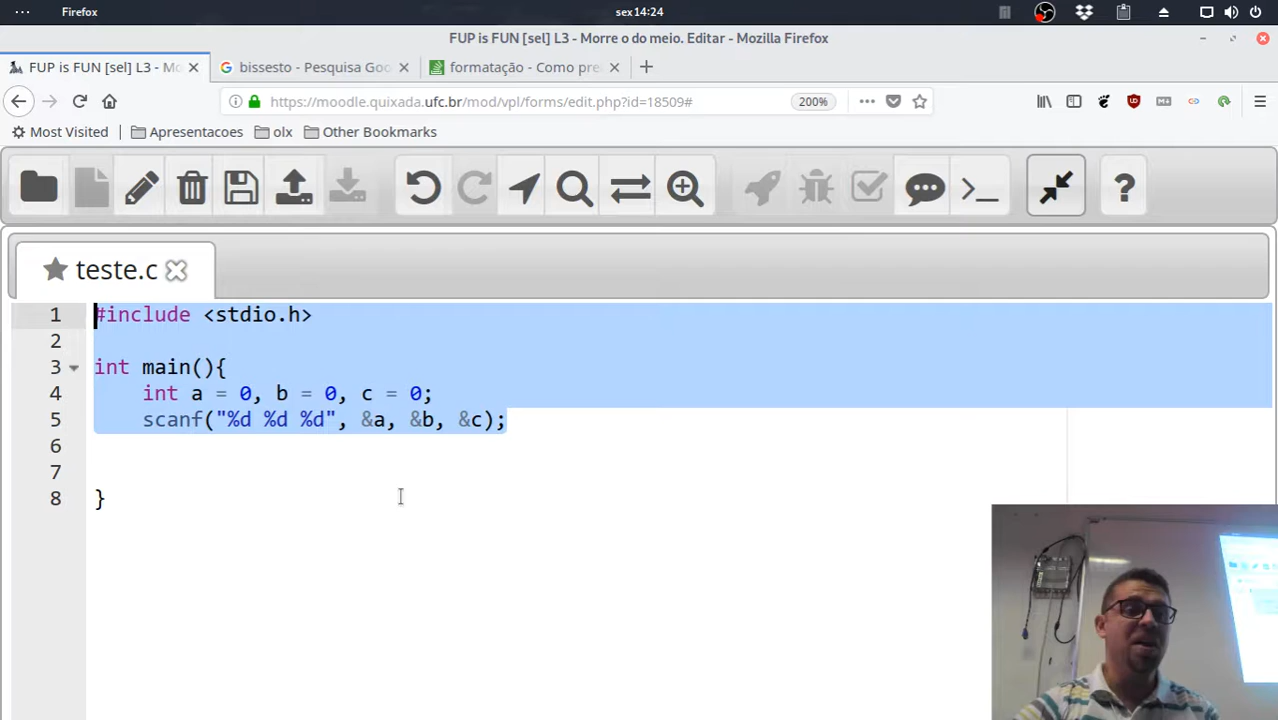 Firefox
sex 14:24
FUP is FUN [sel] L3 - Morre o do meio. Editar - Mozilla Firefox
FUP is FUN [sel] L3 - Mo
bissesto - Pesquisa Goo
formatação - Como pre
https://moodle.quixada.ufc.br/mod/vpl/forms/edit.php?id=18509#
200%
Most Visited
Apresentacoes
olx
Other Bookmarks
teste.c
1 #include <stdio.h>
2
3 int main(){
4 int a = 0, b = 0, c = 0;
5 scanf("%d %d %d", &a, &b, &c);
6
7
8 }